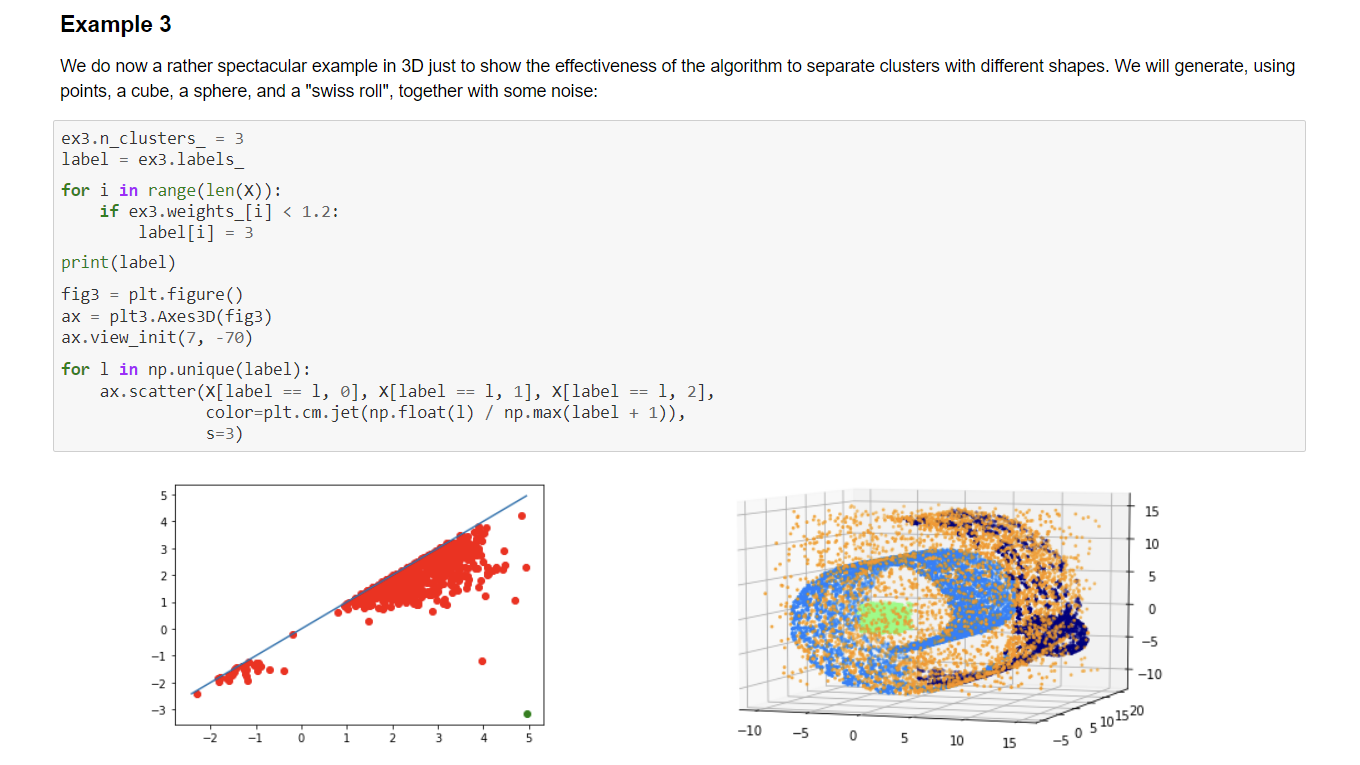 Example 3
We do now a rather spectacular example in 3D just to show the effectiveness of the algorithm to separate clusters with different shapes. We will generate, using
points, a cube, a sphere, and a "swiss roll", together with some noise:
ex3.n_clusters_ = 3
label = ex3.labels_
for i in range(len(X)):
    if ex3.weights_[i] < 1.2:
        label[i] = 3
print(label)
fig3 = plt.figure()
ax = plt3.Axes3D(fig3)
ax.view_init(7, -70)
for l in np.unique(label):
    ax.scatter(X[label == l, 0], X[label == l, 1], X[label == l, 2],
               color=plt.cm.jet(np.float(l) / np.max(label + 1)),
               s=3)
5
4
3
2
1
0
−1
−2
−3
−2 −1 0 1 2 3 4 5
15
10
5
0
−5
−10
−10 −5 0 5 10 15
−5 0 5 10 15 20